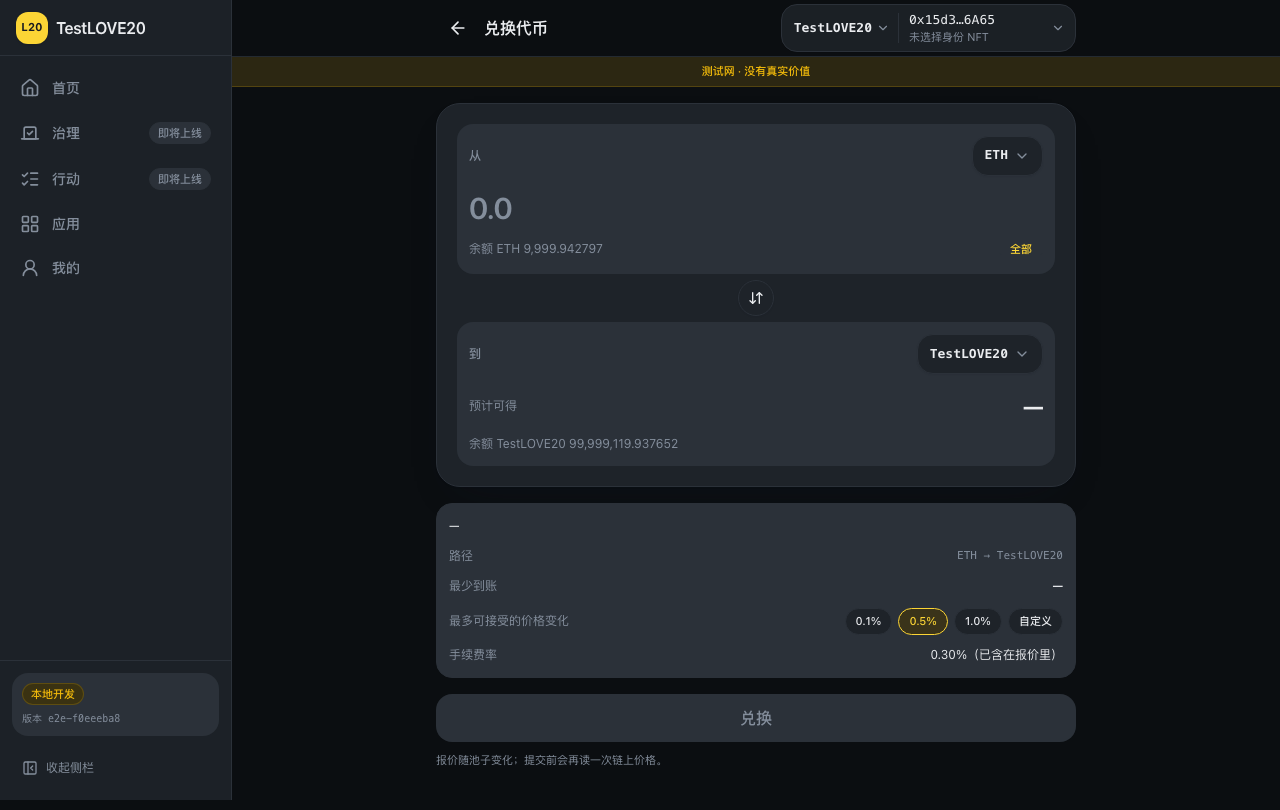 L20 TestLOVE20
首页
治理 即将上线
行动 即将上线
应用
我的
本地开发
版本 e2e-f0eeeba8
收起侧栏
兑换代币
TestLOVE20
0x15d3…6A65
未选择身份 NFT
测试网 · 没有真实价值
从 ETH
0.0
余额 ETH 9,999.942797 全部
到 TestLOVE20
预计可得 —
余额 TestLOVE20 99,999,119.937652
—
路径 ETH → TestLOVE20
最少到账 —
最多可接受的价格变化 0.1% 0.5% 1.0% 自定义
手续费率 0.30%（已含在报价里）
兑换
报价随池子变化；提交前会再读一次链上价格。